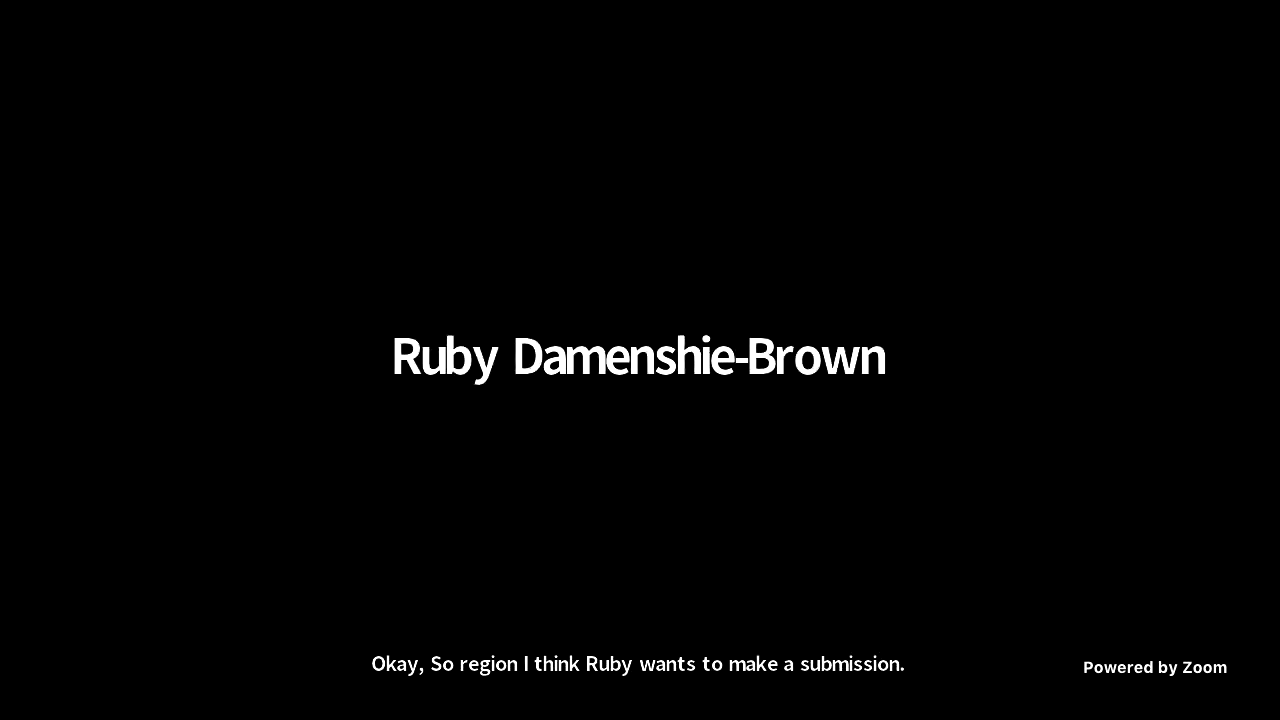 Ruby Damenshie-Brown
Okay, So region I think Ruby wants to make a submission.
Powered by Zoom